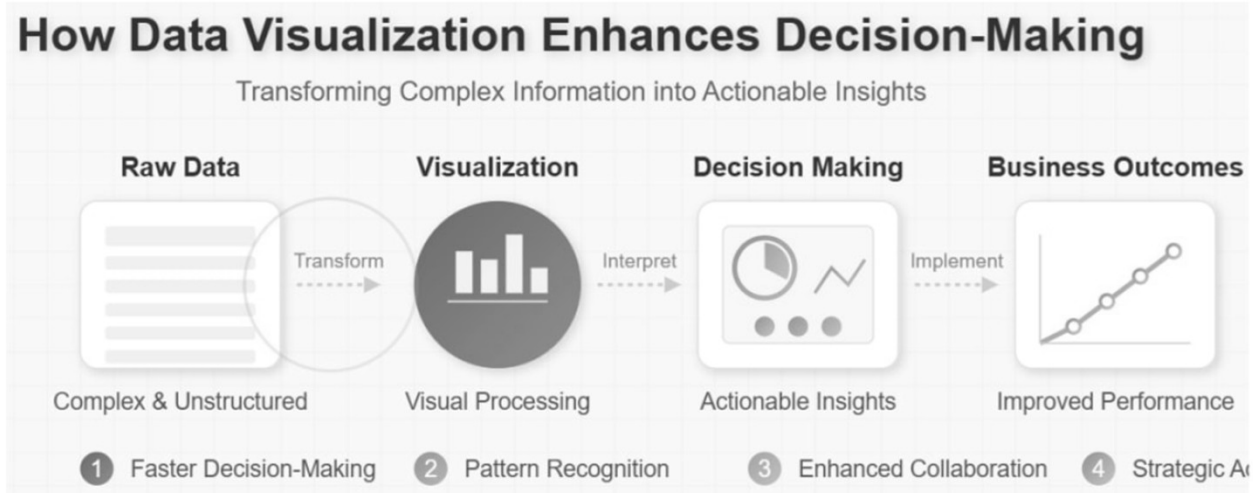 How Data Visualization Enhances Decision-Making
Transforming Complex Information into Actionable Insights
Raw Data
Visualization
Decision Making
Business Outcomes
Transform
Interpret
Implement
Complex & Unstructured
Visual Processing
Actionable Insights
Improved Performance
1 Faster Decision-Making
2 Pattern Recognition
3 Enhanced Collaboration
4 Strategic